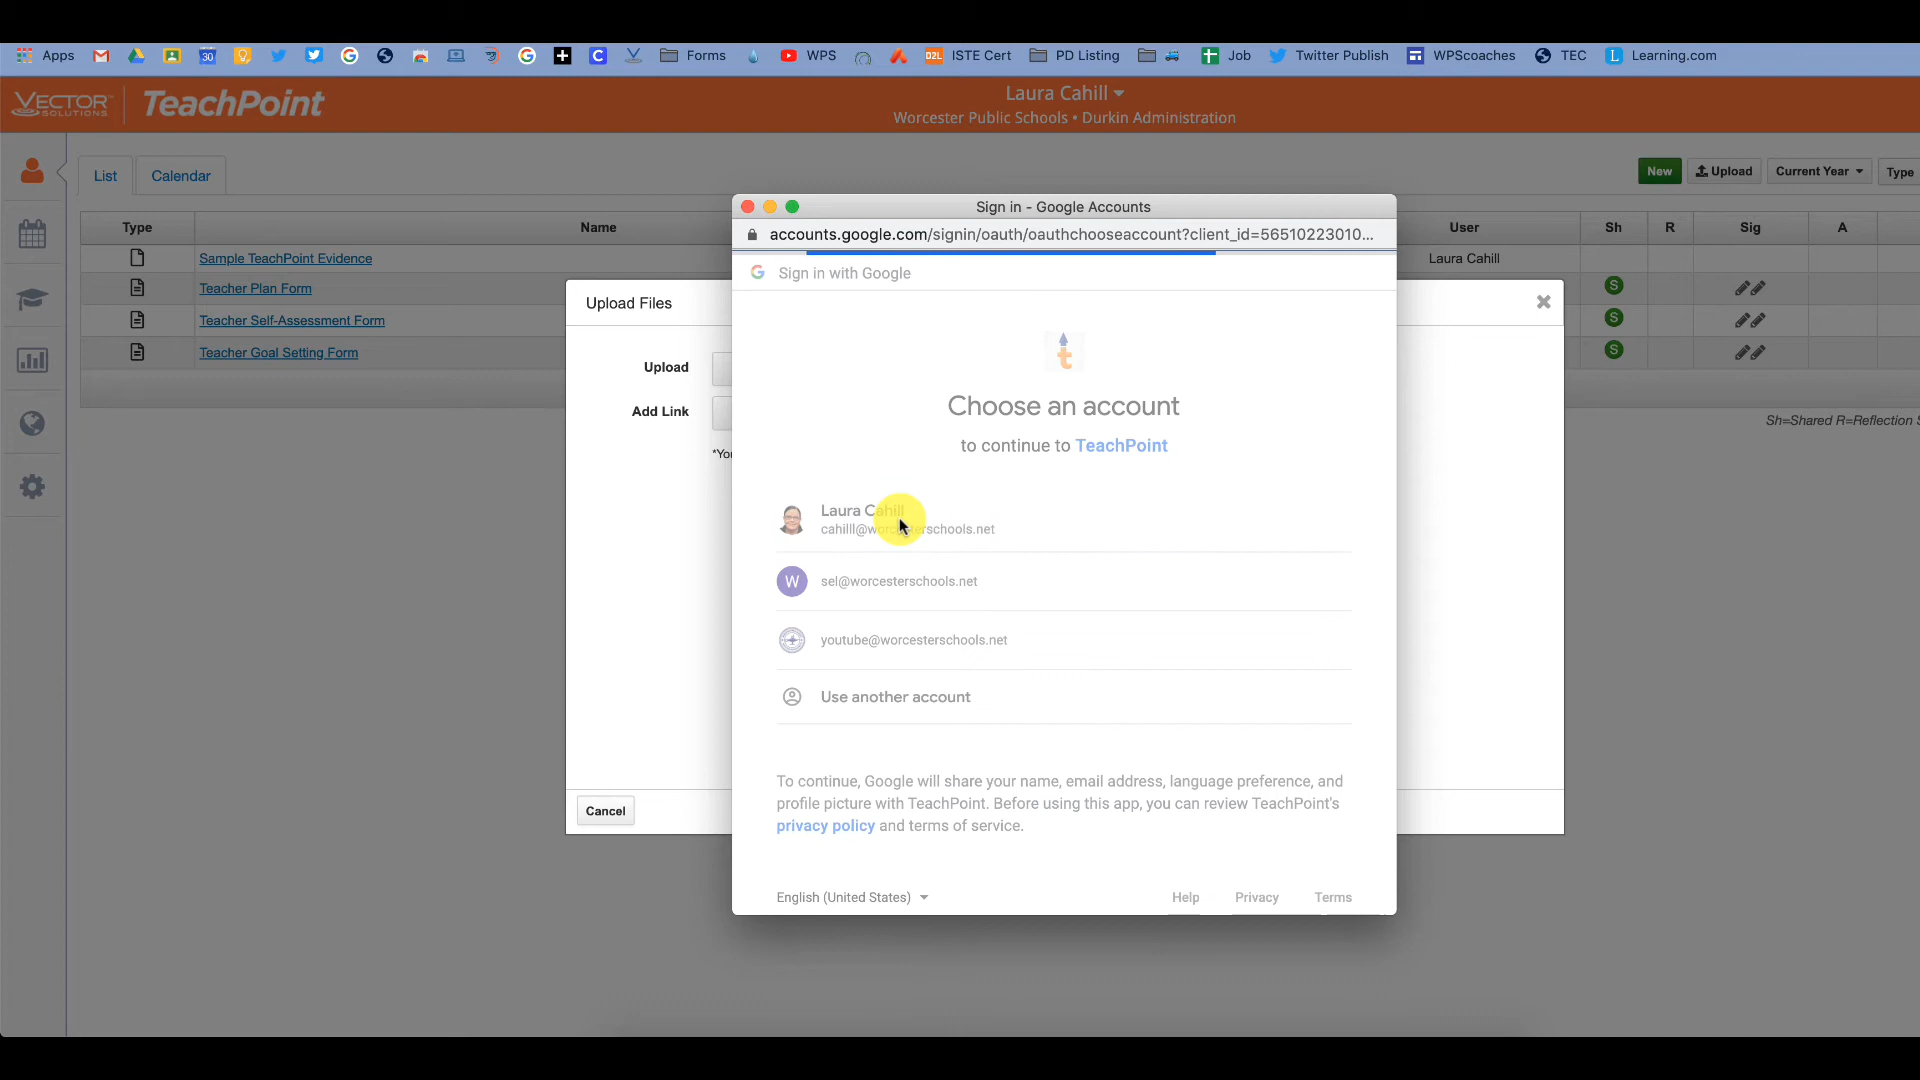 Apps 30 Forms WPS D2L ISTE Cert PD Listing Job Twitter Publish WPScoaches TEC L Learning.com
VECTOR SOLUTIONS TeachPoint
Laura Cahill
Worcester Public Schools • Durkin Administration
List Calendar
New Upload Current Year Type
Type Name User Sh R Sig A
Sample TeachPoint Evidence Laura Cahill
Teacher Plan Form S
Teacher Self-Assessment Form S
Teacher Goal Setting Form S
Sh=Shared R=Reflection S
Upload Files
Upload
Add Link
*You
Cancel
Sign in - Google Accounts
accounts.google.com/signin/oauth/oauthchooseaccount?client_id=56510223010...
G Sign in with Google
t
Choose an account
to continue to TeachPoint
Laura Cahill
cahilll@worcesterschools.net
W sel@worcesterschools.net
youtube@worcesterschools.net
Use another account
To continue, Google will share your name, email address, language preference, and
profile picture with TeachPoint. Before using this app, you can review TeachPoint's
privacy policy and terms of service.
English (United States) Help Privacy Terms